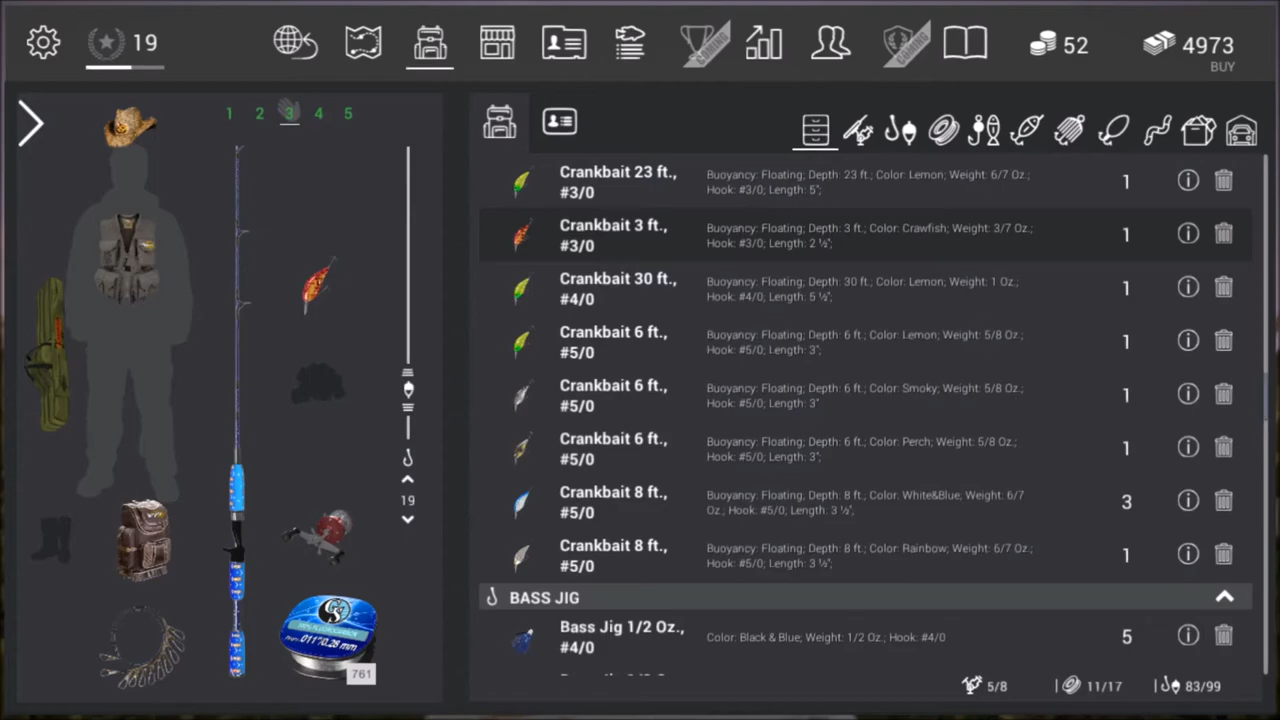 19
COMING
COMING
52
4973
BUY
1 2 3 4 5
Crankbait 23 ft.,
#3/0
Buoyancy: Floating; Depth: 23 ft.; Color: Lemon; Weight: 6/7 Oz.;
Hook: #3/0; Length: 5";
1
Crankbait 3 ft.,
#3/0
Buoyancy: Floating; Depth: 3 ft.; Color: Crawfish; Weight: 3/7 Oz.;
Hook: #3/0; Length: 2 ½";
1
Crankbait 30 ft.,
#4/0
Buoyancy: Floating; Depth: 30 ft.; Color: Lemon; Weight: 1 Oz.;
Hook: #4/0; Length: 5 ½";
1
Crankbait 6 ft.,
#5/0
Buoyancy: Floating; Depth: 6 ft.; Color: Lemon; Weight: 5/8 Oz.;
Hook: #5/0; Length: 3";
1
Crankbait 6 ft.,
#5/0
Buoyancy: Floating; Depth: 6 ft.; Color: Smoky; Weight: 5/8 Oz.;
Hook: #5/0; Length: 3"
1
Crankbait 6 ft.,
#5/0
Buoyancy: Floating; Depth: 6 ft.; Color: Perch; Weight: 5/8 Oz.;
Hook: #5/0; Length: 3";
1
Crankbait 8 ft.,
#5/0
Buoyancy: Floating; Depth: 8 ft.; Color: White&Blue; Weight: 6/7
Oz.; Hook: #5/0; Length: 3 ½";
3
Crankbait 8 ft.,
#5/0
Buoyancy: Floating; Depth: 8 ft.; Color: Rainbow; Weight: 6/7 Oz.;
Hook: #5/0; Length: 3 ½";
1
BASS JIG
Bass Jig 1/2 Oz.,
#4/0
Color: Black & Blue; Weight: 1/2 Oz.; Hook: #4/0
5
19
.011"/0.28 mm
761
5/8
11/17
83/99